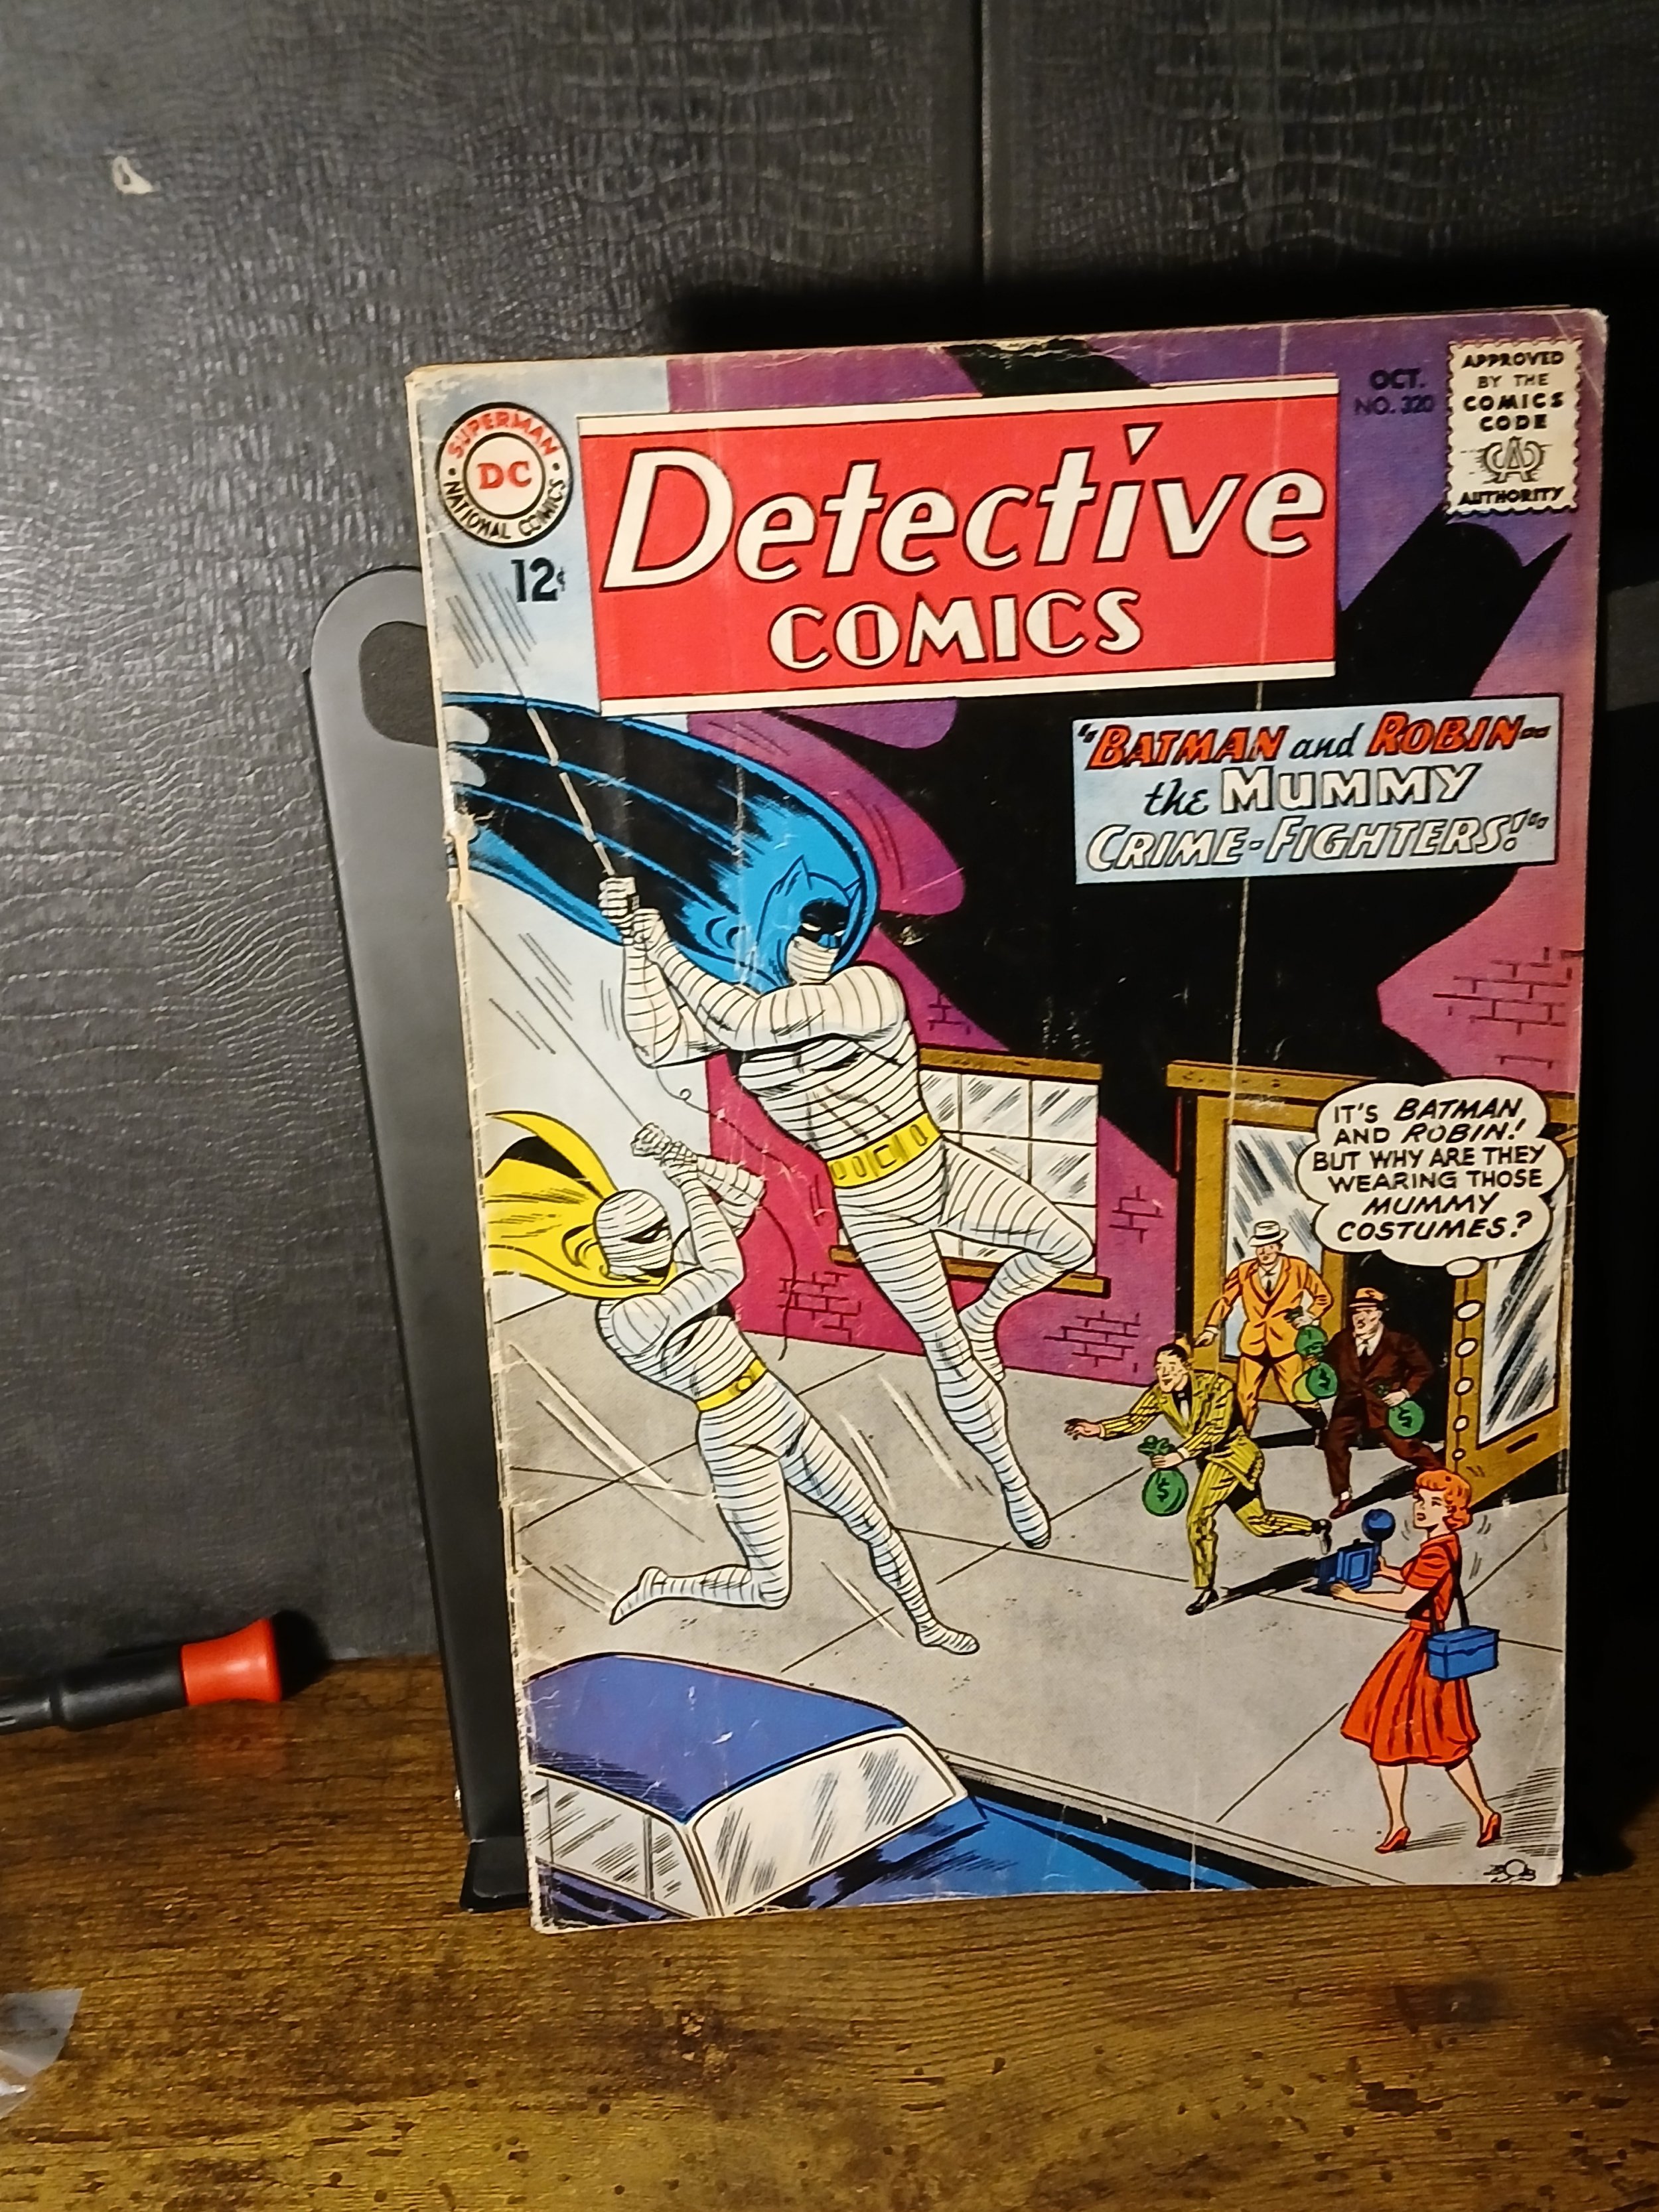 SUPERMAN
DC
NATIONAL COMICS
12¢
Detective
COMICS
OCT.
NO. 320
APPROVED
BY THE
COMICS
CODE
CA
AUTHORITY
"BATMAN and ROBIN--
the MUMMY
CRIME-FIGHTERS!"
IT'S BATMAN
AND ROBIN!
BUT WHY ARE THEY
WEARING THOSE
MUMMY
COSTUMES?
$
$
$